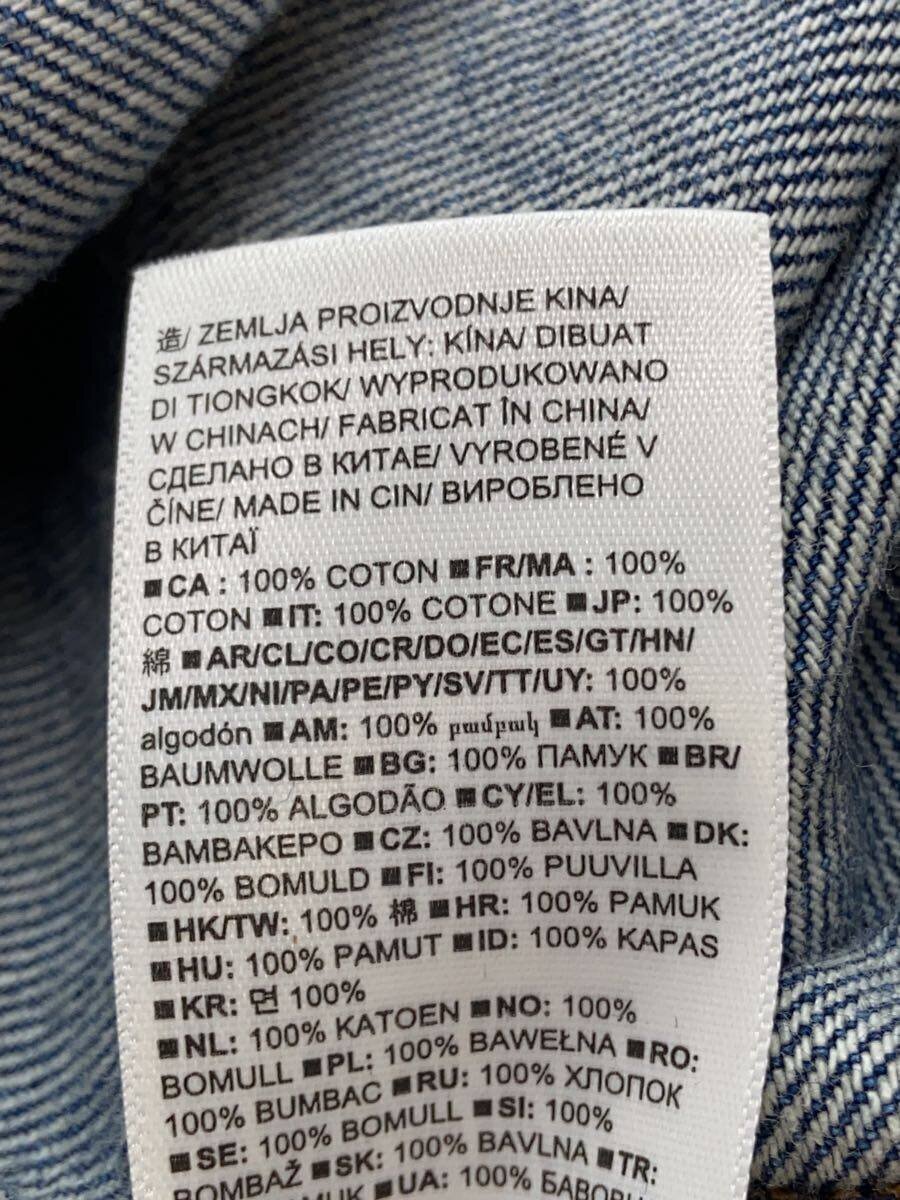 造/ ZEMLJA PROIZVODNJE KINA/
SZÁRMAZÁSI HELY: KÍNA/ DIBUAT
DI TIONGKOK/ WYPRODUKOWANO
W CHINACH/ FABRICAT ÎN CHINA/
СДЕЛАНО В КИТАЕ/ VYROBENÉ V
ČÍNE/ MADE IN CIN/ ВИРОБЛЕНО
В КИТАЇ
■CA : 100% COTON ■FR/MA : 100%
COTON ■IT: 100% COTONE ■JP: 100%
綿 ■AR/CL/CO/CR/DO/EC/ES/GT/HN/
JM/MX/NI/PA/PE/PY/SV/TT/UY: 100%
algodón ■AM: 100% բամբակ ■AT: 100%
BAUMWOLLE ■BG: 100% ПАМУК ■BR/
PT: 100% ALGODÃO ■CY/EL: 100%
ΒΑΜΒΑΚΕΡΟ ■CZ: 100% BAVLNA ■DK:
100% BOMULD ■FI: 100% PUUVILLA
■HK/TW: 100% 棉 ■HR: 100% PAMUK
■HU: 100% PAMUT ■ID: 100% KAPAS
■KR: 면 100%
■NL: 100% KATOEN ■NO: 100%
BOMULL ■PL: 100% BAWEŁNA ■RO:
100% BUMBAC ■RU: 100% ХЛОПОК
■SE: 100% BOMULL ■SI: 100%
BOMBAŽ ■SK: 100% BAVLNA ■TR:
■UA: 100%